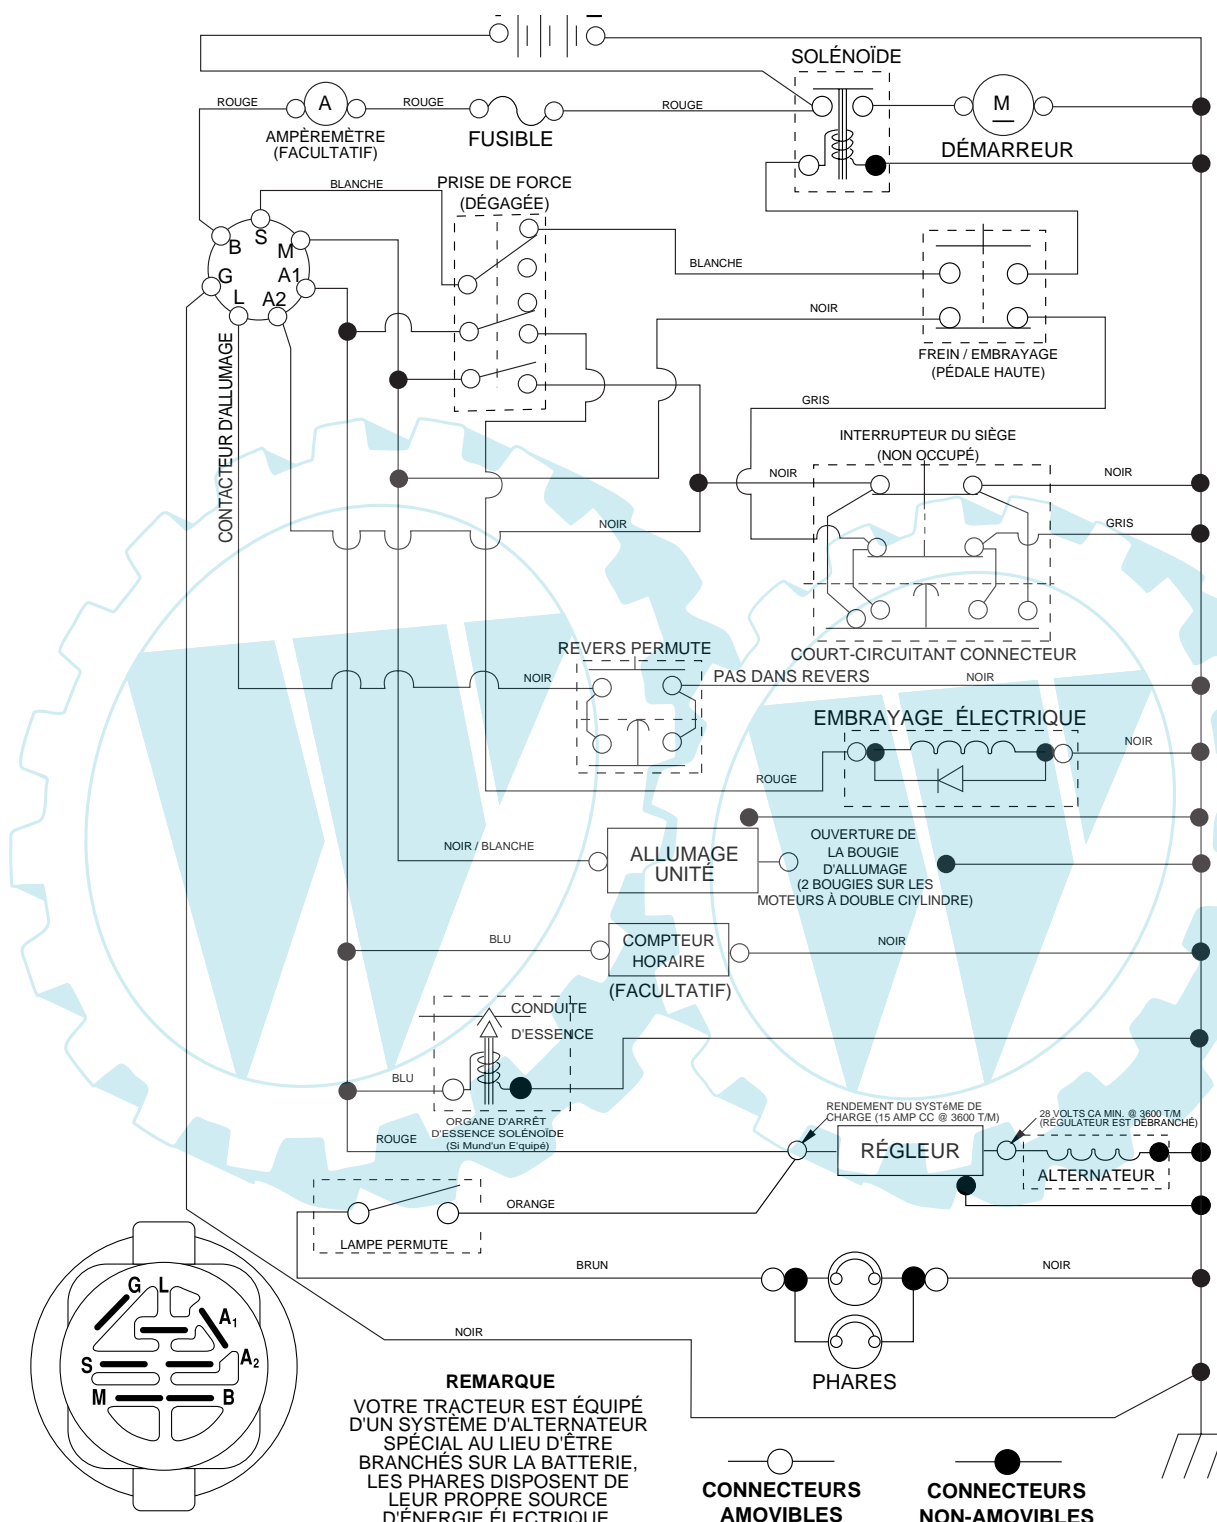 SOLÉNOÏDE
ROUGE
A
ROUGE
ROUGE
M
AMPÈREMÈTRE
(FACULTATIF)
FUSIBLE
DÉMARREUR
BLANCHE
PRISE DE FORCE
(DÉGAGÉE)
B
S
M
G
A1
L
A2
BLANCHE
NOIR
FREIN / EMBRAYAGE
(PÉDALE HAUTE)
CONTACTEUR D'ALLUMAGE
GRIS
INTERRUPTEUR DU SIÈGE
(NON OCCUPÉ)
NOIR
NOIR
NOIR
GRIS
REVERS PERMUTE
COURT-CIRCUITANT CONNECTEUR
NOIR
PAS DANS REVERS
NOIR
EMBRAYAGE ÉLECTRIQUE
NOIR
ROUGE
NOIR / BLANCHE
ALLUMAGE
UNITÉ
OUVERTURE DE
LA BOUGIE
D'ALLUMAGE
(2 BOUGIES SUR LES
MOTEURS À DOUBLE CIYLINDRE)
BLU
COMPTEUR
HORAIRE
NOIR
(FACULTATIF)
CONDUITE
D'ESSENCE
BLU
ORGANE D'ARRÊT
D'ESSENCE SOLÉNOÏDE
(Si Mund'un E'quipé)
ROUGE
RENDEMENT DU SYSTéME DE
CHARGE (15 AMP CC @ 3600 T/M)
28 VOLTS CA MIN. @ 3600 T/M
(RÉGULATEUR EST DÉBRANCHÉ)
RÉGLEUR
ALTERNATEUR
ORANGE
LAMPE PERMUTE
BRUN
NOIR
G
L
A1
S
A2
M
B
NOIR
PHARES
REMARQUE
VOTRE TRACTEUR EST ÉQUIPÉ
D'UN SYSTÈME D'ALTERNATEUR
SPÉCIAL AU LIEU D'ÊTRE
BRANCHÉS SUR LA BATTERIE,
LES PHARES DISPOSENT DE
LEUR PROPRE SOURCE
D'ÉNERGIE ÉLECTRIQUE
CONNECTEURS
AMOVIBLES
CONNECTEURS
NON-AMOVIBLES